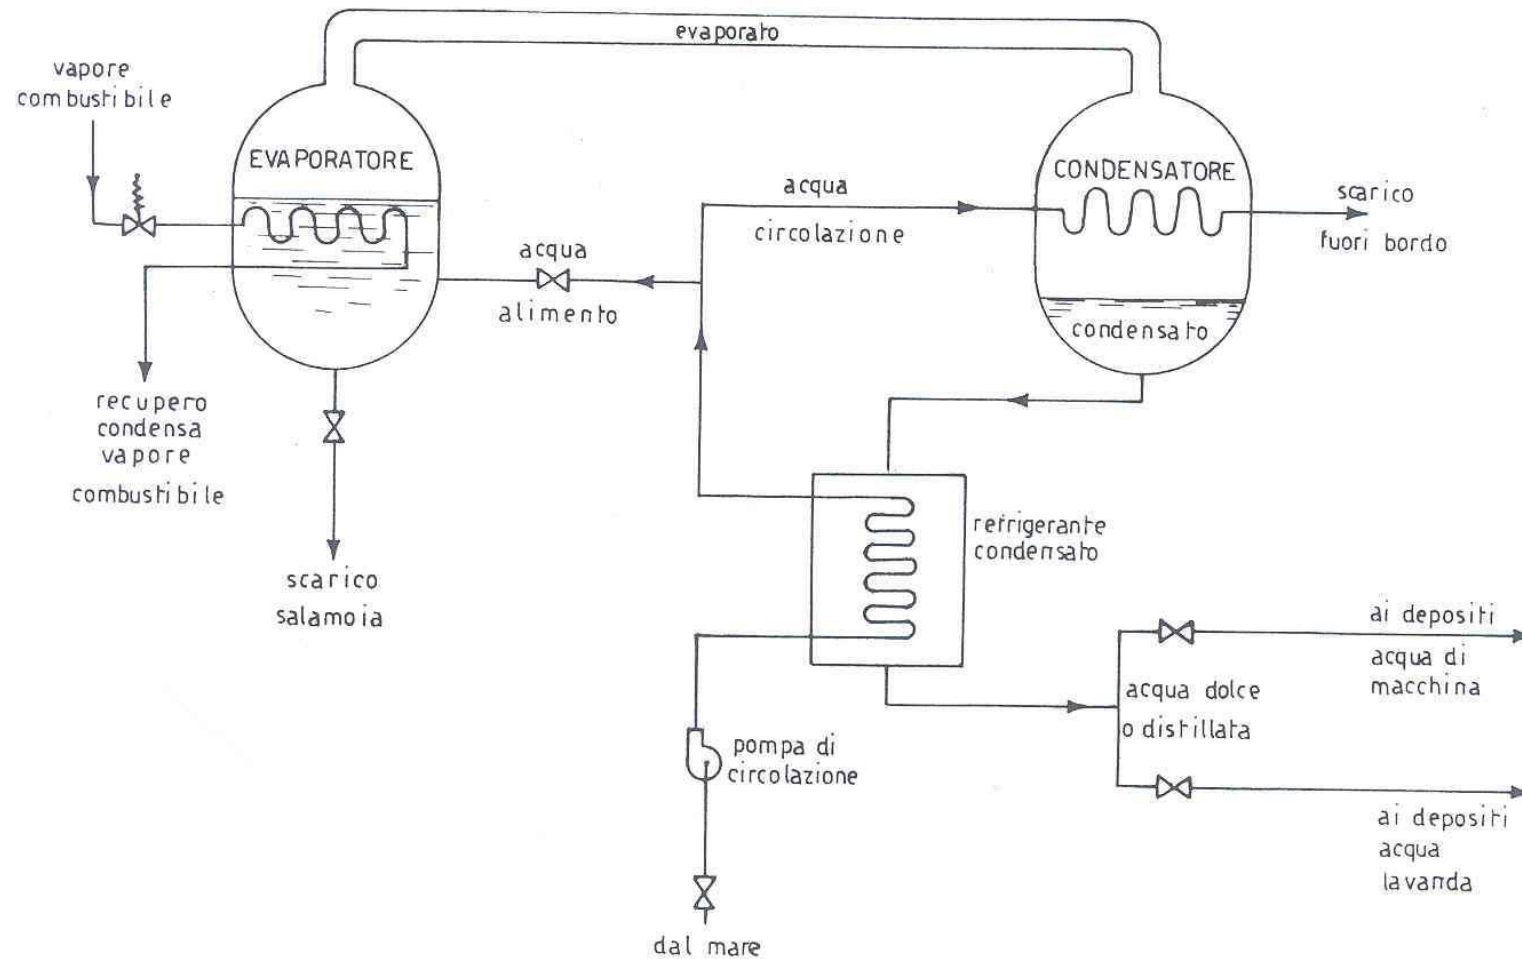 evaporato
vapore
combustibile
EVAPORATORE
CONDENSATORE
acqua
circolazione
scarico
fuori bordo
acqua
alimento
condensato
recupero
condensa
vapore
combustibile
refrigerante
condensato
scarico
salamoia
ai depositi
acqua di
macchina
acqua dolce
o distillata
pompa di
circolazione
ai depositi
acqua
lavanda
dal mare